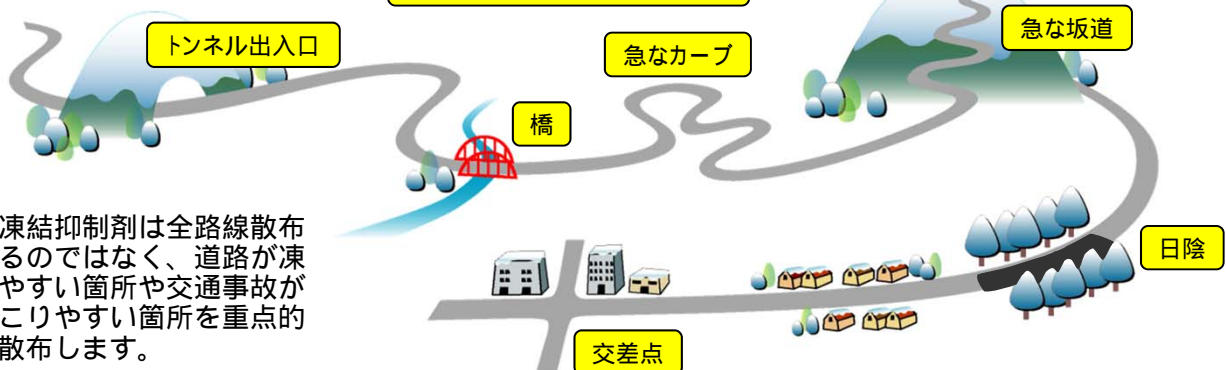 トンネル出入口
急なカーブ
急な坂道
橋
凍結抑制剤は全路線散布
るのではなく、道路が凍
やすい箇所や交通事故が
こりやすい箇所を重点的
散布します。
日陰
交差点